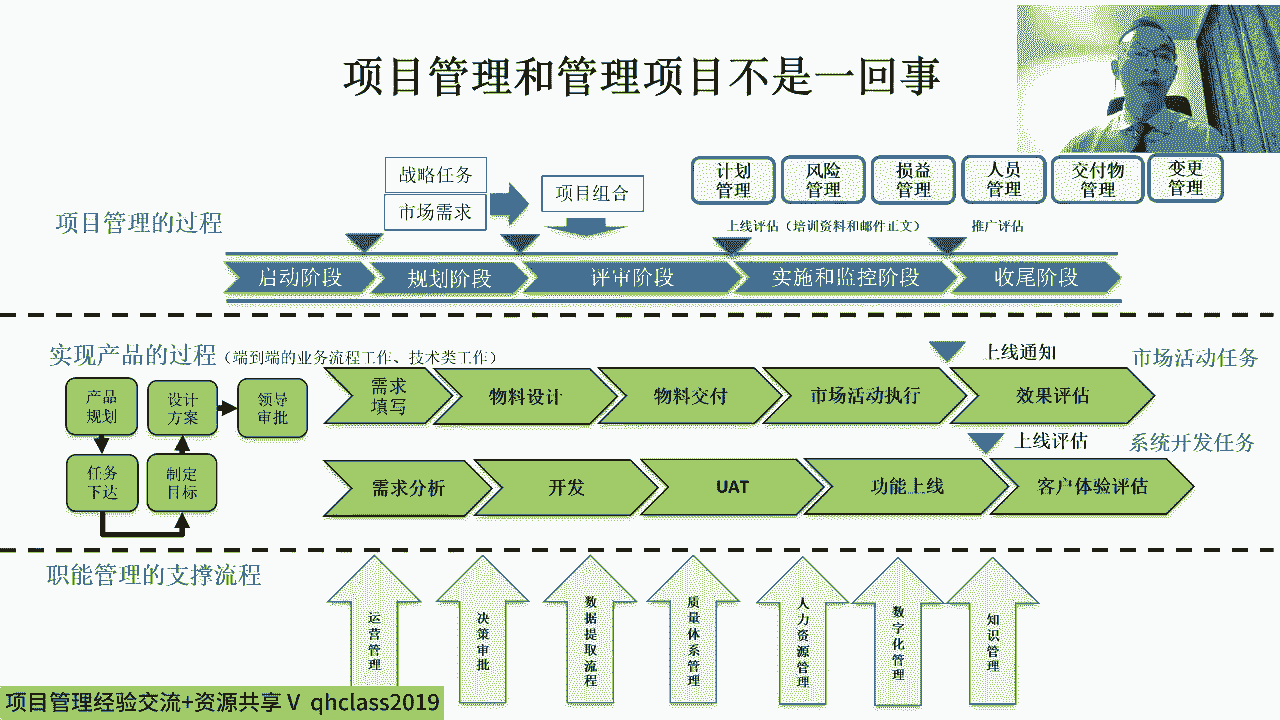 项目管理和管理项目不是一回事
战略任务
市场需求
项目组合
计划
管理
风险
管理
损益
管理
人员
管理
交付物
管理
变更
管理
项目管理的过程
上线评估（培训资料和邮件正文）
推广评估
启动阶段
规划阶段
评审阶段
实施和监控阶段
收尾阶段
实现产品的过程（端到端的业务流程工作、技术类工作）
上线通知
市场活动任务
产品
规划
设计
方案
领导
审批
任务
下达
制定
目标
需求
填写
物料设计
物料交付
市场活动执行
效果评估
上线评估
系统开发任务
需求分析
开发
UAT
功能上线
客户体验评估
职能管理的支撑流程
运营管理
决策审批
数据提取流程
质量体系管理
人力资源管理
数字化管理
知识管理
项目管理经验交流+资源共享 V qhclass2019